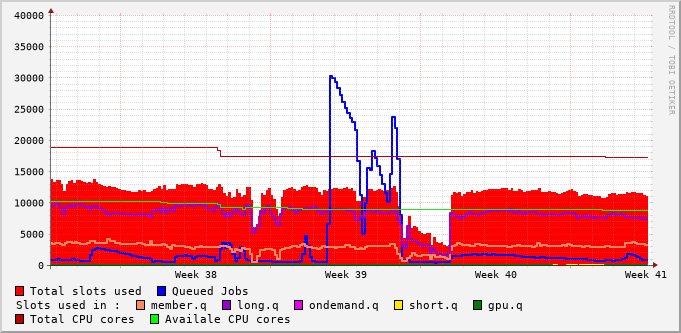 40000
35000
30000
25000
20000
15000
10000
5000
0
Week 38 Week 39 Week 40 Week 41
RRDTOOL / TOBI OETIKER
Total slots used Queued Jobs
Slots used in : member.q long.q ondemand.q short.q gpu.q
Total CPU cores Availale CPU cores